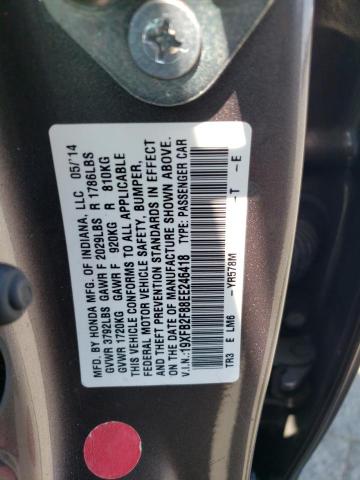 MFD. BY HONDA MFG. OF INDIANA, LLC 05/14
GVWR 3792LBS GAWR F 2029LBS R 1786LBS
GVWR 1720KG GAWR F 920KG R 810KG
THIS VEHICLE CONFORMS TO ALL APPLICABLE
FEDERAL MOTOR VEHICLE SAFETY, BUMPER,
AND THEFT PREVENTION STANDARDS IN EFFECT
ON THE DATE OF MANUFACTURE SHOWN ABOVE.
V.I.N.:19XFB2F88EE246418 TYPE: PASSENGER CAR
TR3 E LM6 -YR578M -T -E